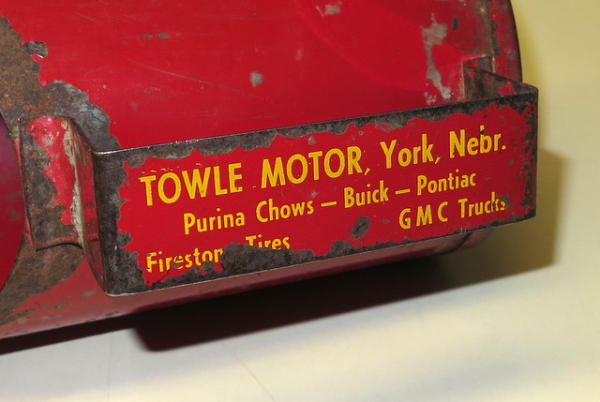 TOWLE MOTOR, York, Nebr.
Purina Chows — Buick — Pontiac
Firestone Tires GMC Trucks